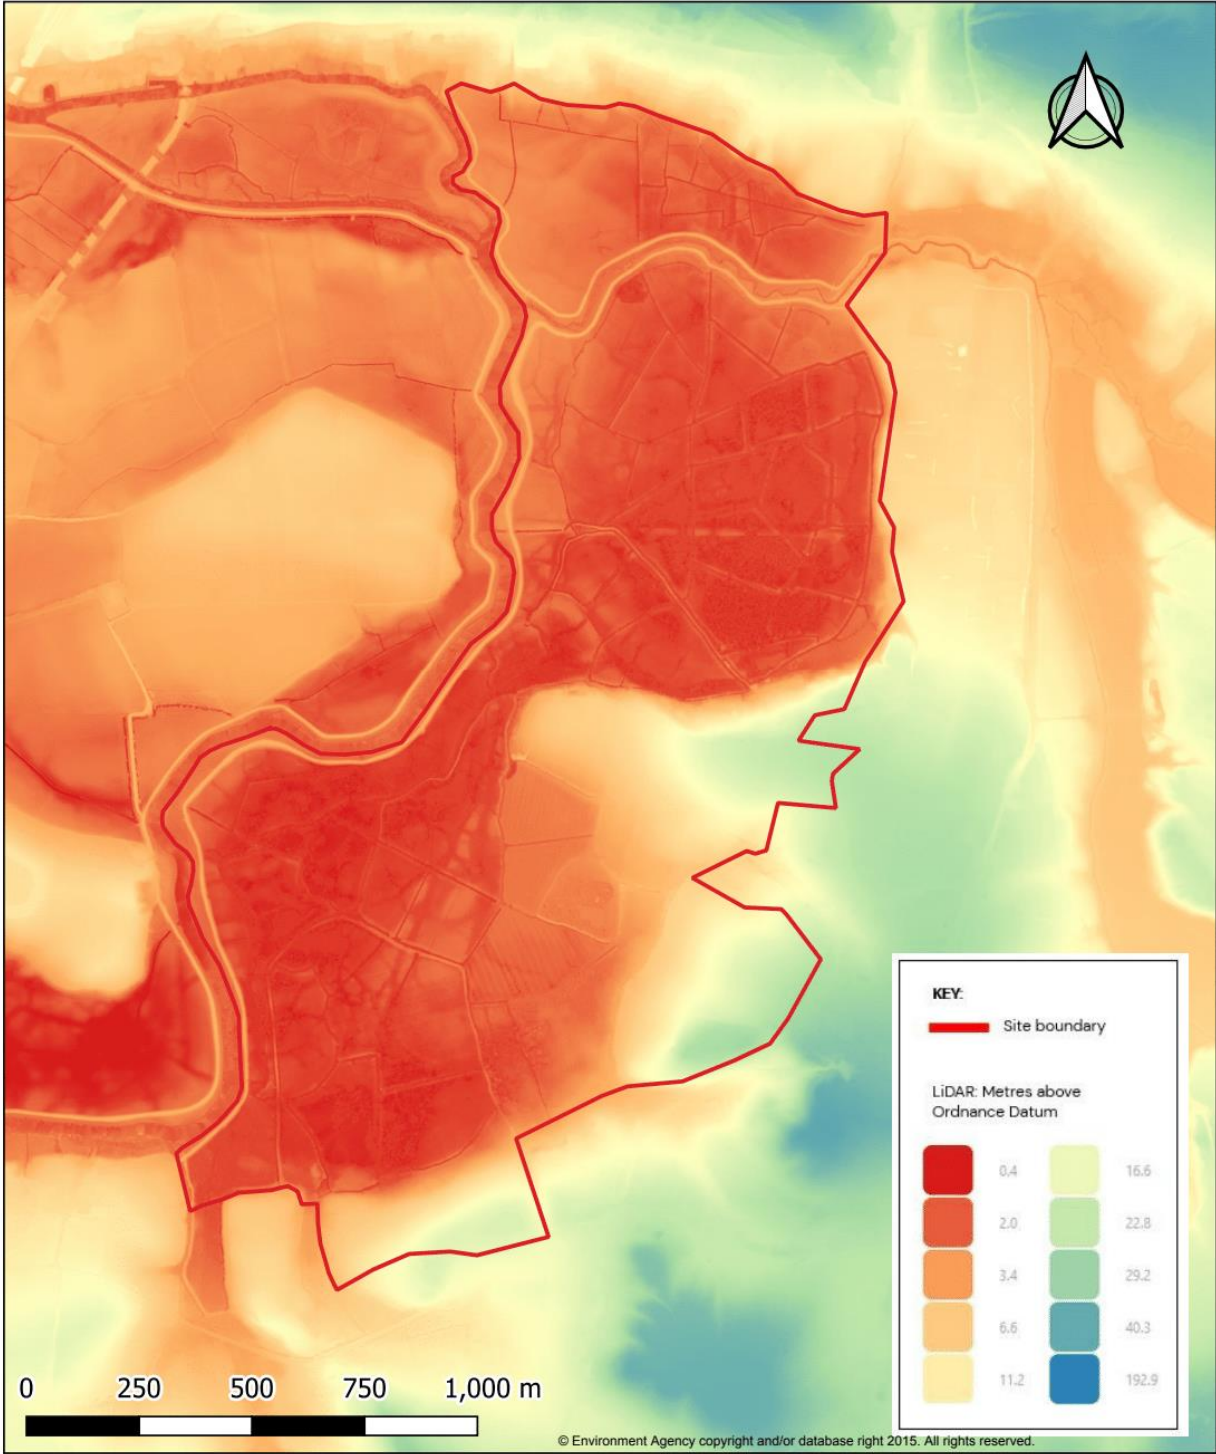 KEY:
Site boundary
LiDAR: Metres above
Ordnance Datum
0.4 16.6
2.0 22.8
3.4 29.2
6.6 40.3
11.2 192.9
0 250 500 750 1,000 m
© Environment Agency copyright and/or database right 2015. All rights reserved.